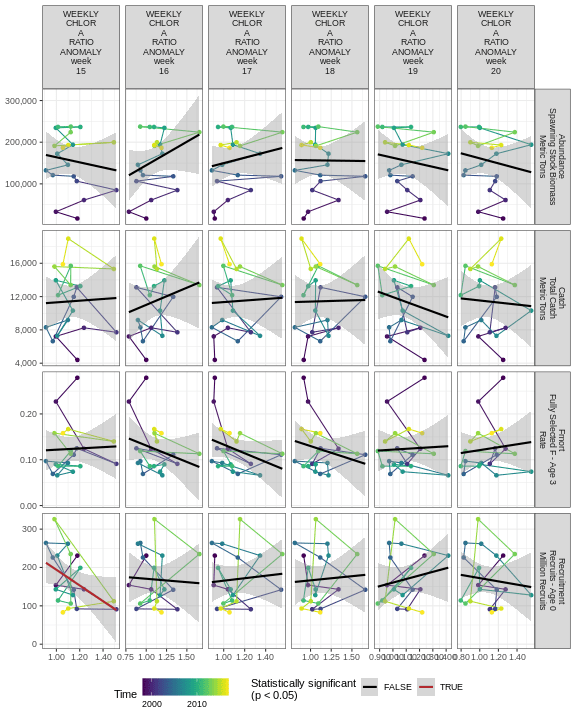 WEEKLY
CHLOR
A
RATIO
ANOMALY
week
15
WEEKLY
CHLOR
A
RATIO
ANOMALY
week
16
WEEKLY
CHLOR
A
RATIO
ANOMALY
week
17
WEEKLY
CHLOR
A
RATIO
ANOMALY
week
18
WEEKLY
CHLOR
A
RATIO
ANOMALY
week
19
WEEKLY
CHLOR
A
RATIO
ANOMALY
week
20
300,000
200,000
100,000
Abundance
Spawning Stock Biomass
Metric Tons
16,000
12,000
8,000
4,000
Catch
Total Catch
Metric Tons
0.20
0.10
0.00
Fmort
Fully Selected F - Age 3
Rate
300
200
100
0
Recruitment
Recruits - Age 0
Million Recruits
1.00 1.20 1.40
0.75 1.00 1.25 1.50
1.00 1.20 1.40
1.00 1.25 1.50
0.80 1.00 1.20 1.40
Time
2000 2010
Statistically significant
(p < 0.05)
FALSE
TRUE